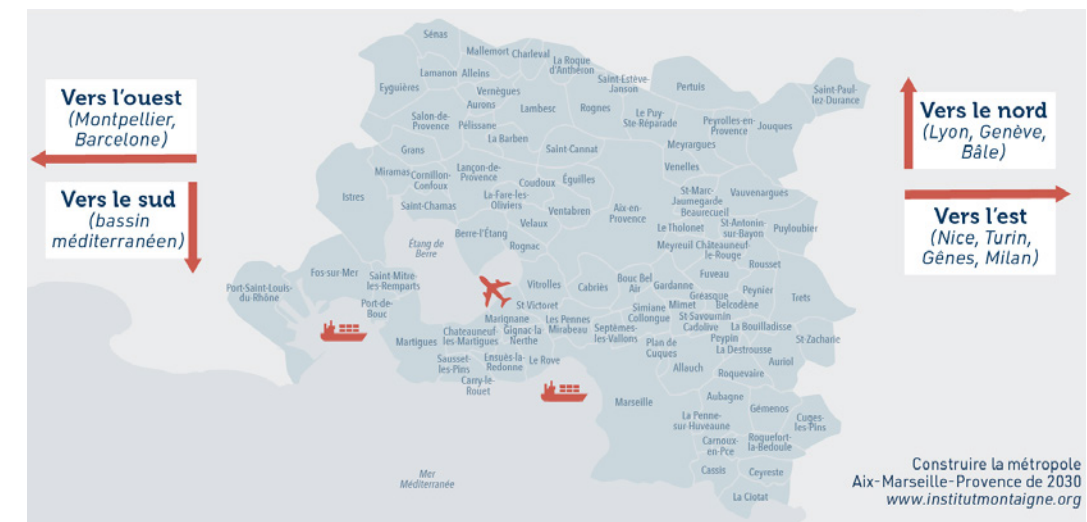 Vers l'ouest
(Montpellier,
Barcelone)
Vers le sud
(bassin
méditerranéen)
Vers le nord
(Lyon, Genève,
Bâle)
Vers l'est
(Nice, Turin,
Gênes, Milan)
Sénas
Mallemort Charleval
La Roque
d'Anthéron
Lamanon Alleins
Saint-Estève-
Janson
Pertuis
Saint-Paul
lez-Durance
Eyguières
Vernègues
Aurons
Lambesc
Rognes
Le Puy-
Ste-Réparade
Salon-de-
Provence
Pélissane
La Barben
Peyrolles-en-
Provence
Jouques
Meyrargues
Grans
Saint-Cannat
Venelles
Miramas
Cornillon-
Confoux
Lançon-de-
Provence
Coudoux
Éguilles
Istres
Saint-Chamas
La-Fare-les-
Oliviers
Ventabren
Aix-en-
Provence
St-Marc-
Jaumegarde
Beaurecueil
Vauvenargues
Velaux
Le Tholonet
St-Antonin-
sur-Bayon
Puyloubier
Berre-l'Étang
Rognac
Étang de
Berre
Meyreuil
Châteauneuf-
le-Rouge
Rousset
Fos-sur-Mer
Saint-Mitre-
les-Remparts
Port-Saint-Louis-
du-Rhône
Port-de-
Bouc
Vitrolles
Cabriès
Bouc Bel
Air
Gardanne
Fuveau
Peynier
Trets
Gréasque
Belcodène
St Victoret
Simiane
Collongue
Mimet
St-Savournin
Cadolive
La Bouilladisse
St-Zacharie
Marignane
Gignac-la-
Nerthe
Les Pennes
Mirabeau
Septèmes-
les-Vallons
Martigues
Chateauneuf-
les-Martigues
Plan de
Cuques
Peypin
La Destrousse
Auriol
Sausset-
les-Pins
Ensuès-la-
Redonne
Le Rove
Carry-le-
Rouet
Allauch
Roquevaire
Marseille
Aubagne
Gémenos
Cuges-
les-Pins
La Penne-
sur-Huveaune
Carnoux-
en-Pce
Roquefort-
la-Bedoule
Cassis
Ceyreste
La Ciotat
Mer
Méditerranée
Construire la métropole
Aix-Marseille-Provence de 2030
www.institutmontaigne.org